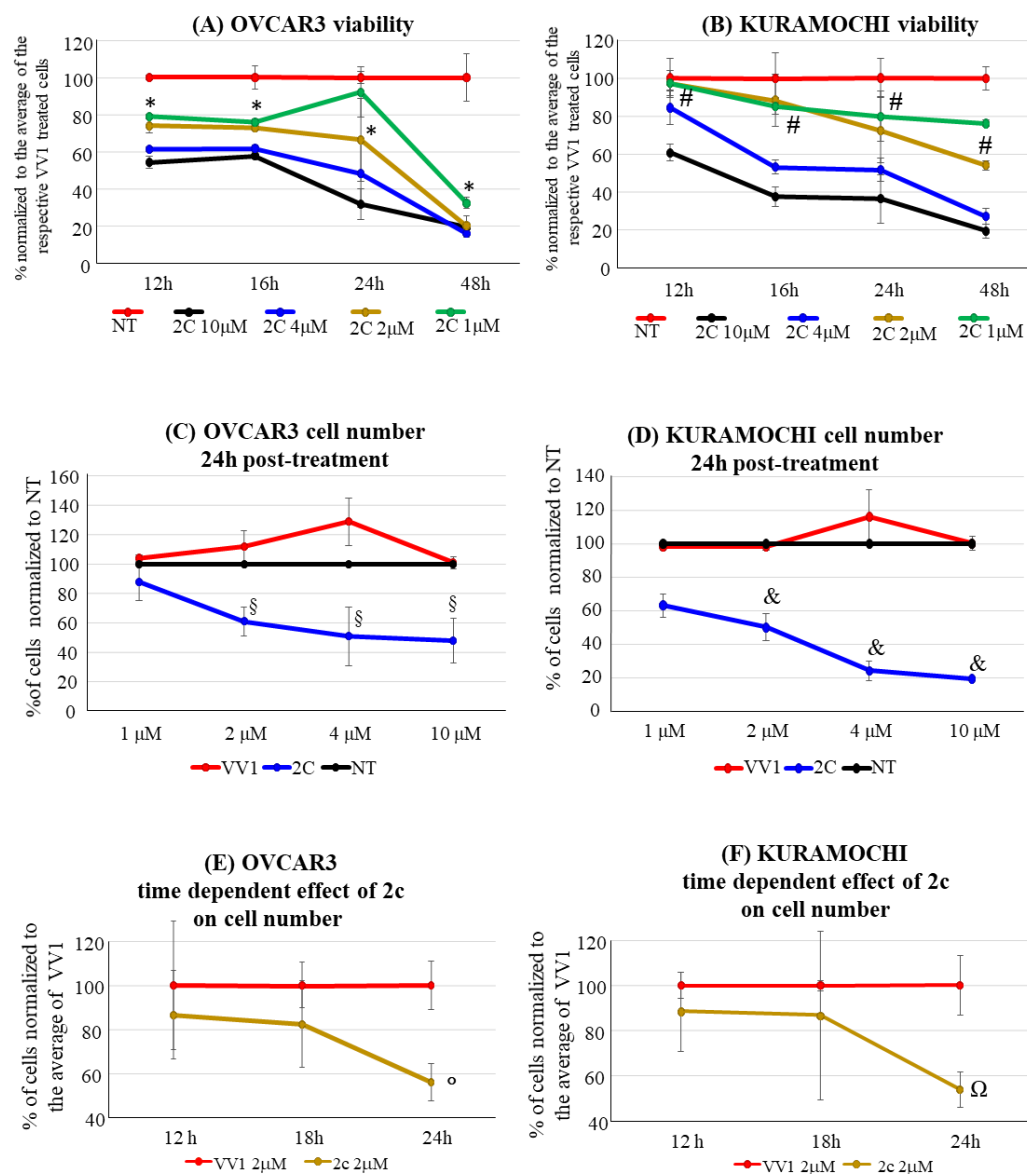 (A) OVCAR3 viability
% normalized to the average of the
respective VV1 treated cells
120
100
80
60
40
20
0
*
*
*
*
12h
16h
24h
48h
NT
2C 10µM
2C 4µM
2C 2µM
2C 1µM
(B) KURAMOCHI viability
% normalized to the average of the
respective VV1 treated cells
120
100
80
60
40
20
0
#
#
#
#
12h
16h
24h
48h
NT
2C 10µM
2C 4µM
2C 2µM
2C 1µM
(C) OVCAR3 cell number
24h post-treatment
%of cells normalized to NT
160
140
120
100
80
60
40
20
0
§
§
§
1 µM
2 µM
4 µM
10 µM
VV1
2C
NT
(D) KURAMOCHI cell number
24h post-treatment
% of cells normalized to NT
140
120
100
80
60
40
20
0
&
&
&
1 µM
2 µM
4 µM
10 µM
VV1
2C
NT
(E) OVCAR3
time dependent effect of 2c
on cell number
% of cells normalized to
the average of VV1
120
100
80
60
40
°
12 h
18h
24h
VV1 2µM
2c 2µM
(F) KURAMOCHI
time dependent effect of 2c
on cell number
% of cells normalized to
the average of VV1
120
100
80
60
40
Ω
12 h
18h
24h
VV1 2µM
2c 2µM